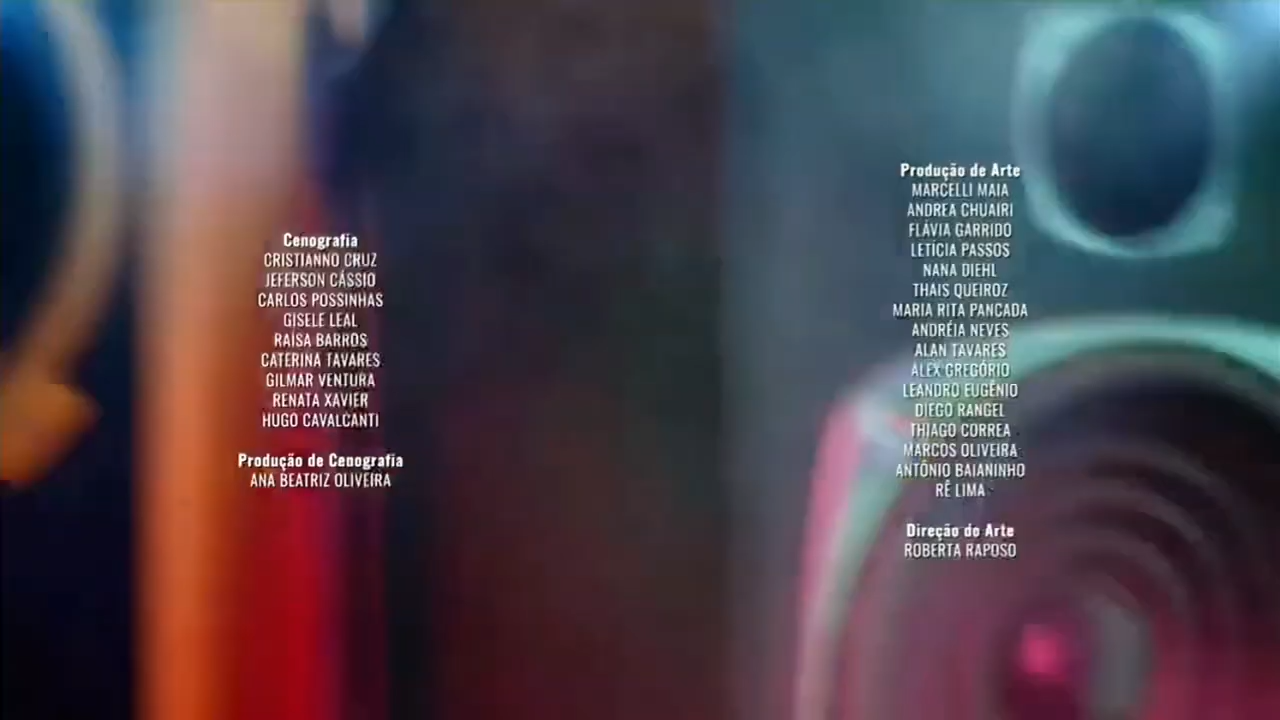 Cenografia
CRISTIANNO CRUZ
JEFERSON CÁSSIO
CARLOS POSSINHAS
GISELE LEAL
RAÍSA BARROS
CATERINA TAVARES
GILMAR VENTURA
RENATA XAVIER
HUGO CAVALCANTI
Produção de Cenografia
ANA BEATRIZ OLIVEIRA
Produção de Arte
MARCELLI MAIA
ANDREA CHUAIRI
FLÁVIA GARRIDO
LETÍCIA PASSOS
NANA DIEHL
THAIS QUEIROZ
MARIA RITA PANCADA
ANDRÉIA NEVES
ALAN TAVARES
ALEX GREGÓRIO
LEANDRO EUGÊNIO
DIEGO RANGEL
THIAGO CORREA
MARCOS OLIVEIRA
ANTÔNIO BAIANINHO
RÊ LIMA
Direção de Arte
ROBERTA RAPOSO